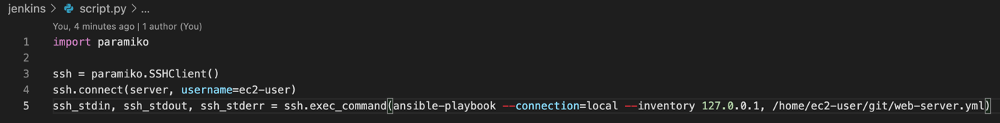 jenkins > script.py > ...
You, 4 minutes ago | 1 author (You)
1 import paramiko
2
3 ssh = paramiko.SSHClient()
4 ssh.connect(server, username=ec2-user)
5 ssh_stdin, ssh_stdout, ssh_stderr = ssh.exec_command(ansible-playbook --connection=local --inventory 127.0.0.1, /home/ec2-user/git/web-server.yml)